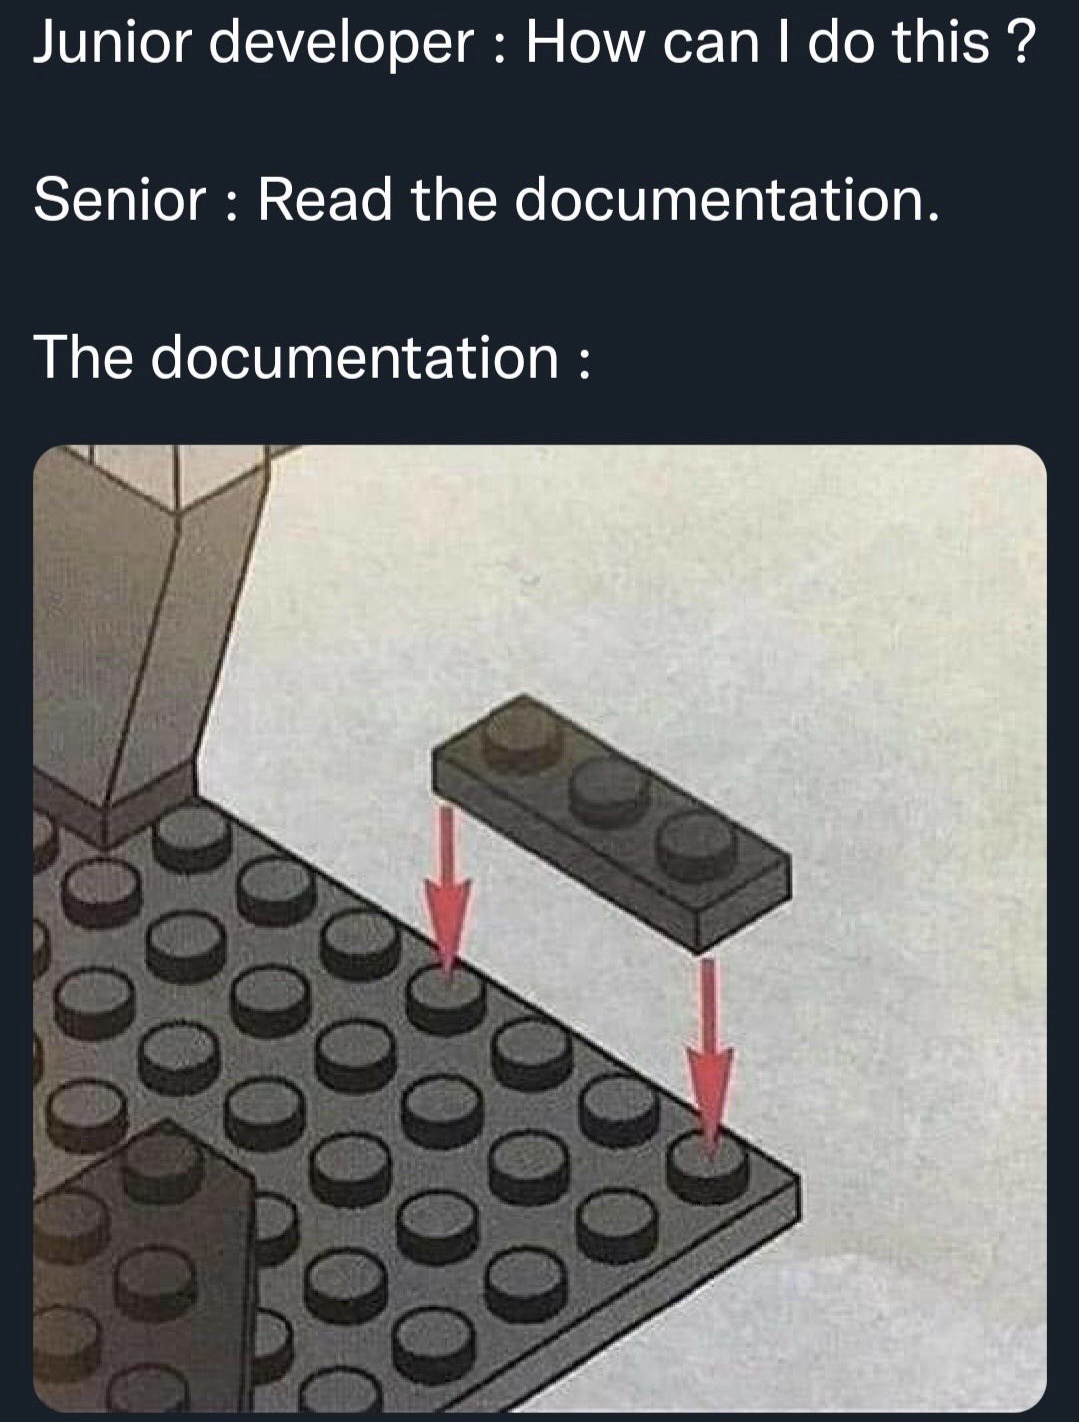 Junior developer : How can I do this ?
Senior : Read the documentation.
The documentation :